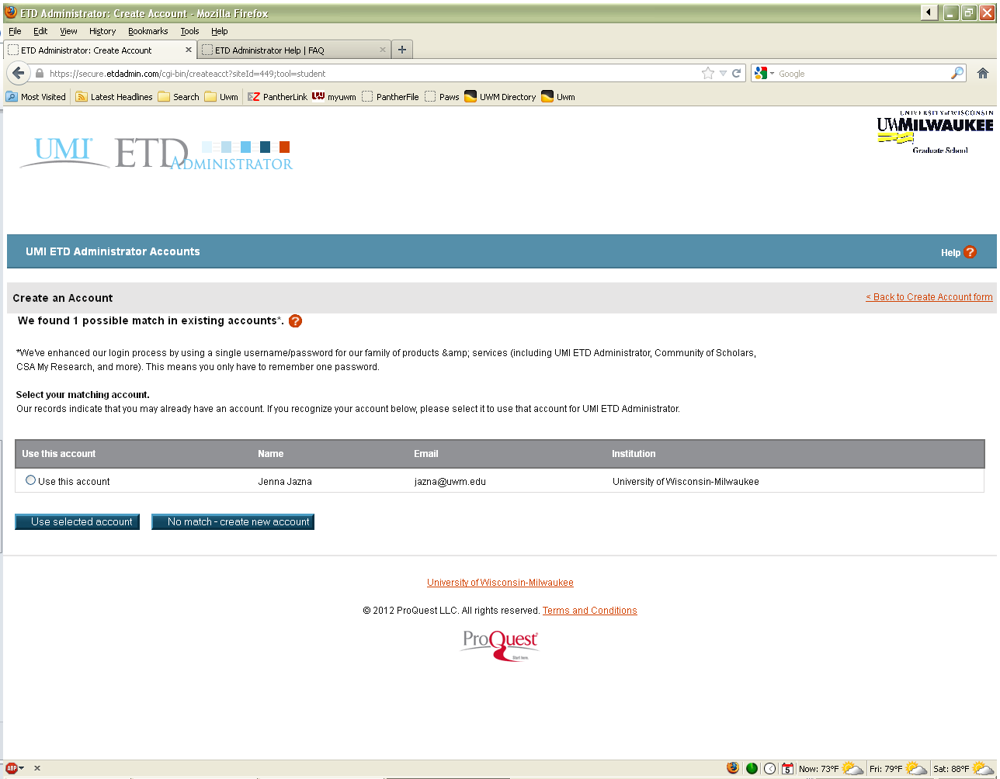 ETD Administrator: Create Account - Mozilla Firefox
File Edit View History Bookmarks Tools Help
ETD Administrator: Create Account ETD Administrator Help | FAQ
https://secure.etdadmin.com/cgi-bin/createacct?siteId=449;tool=student Google
Most Visited Latest Headlines Search Uwm PantherLink myuwm PantherFile Paws UWM Directory Uwm
UNIVERSITY of WISCONSIN
UWMILWAUKEE
Graduate School
UMI® ETD ADMINISTRATOR
UMI ETD Administrator Accounts Help ?
Create an Account < Back to Create Account form
We found 1 possible match in existing accounts*. ?
*We've enhanced our login process by using a single username/password for our family of products &amp; services (including UMI ETD Administrator, Community of Scholars,
CSA My Research, and more). This means you only have to remember one password.
Select your matching account.
Our records indicate that you may already have an account. If you recognize your account below, please select it to use that account for UMI ETD Administrator.
Use this account Name Email Institution
Use this account Jenna Jazna jazna@uwm.edu University of Wisconsin-Milwaukee
Use selected account No match - create new account
University of Wisconsin-Milwaukee
© 2012 ProQuest LLC. All rights reserved. Terms and Conditions
ProQuest
Start here.
ABP 5 Now: 73°F Fri: 79°F Sat: 88°F